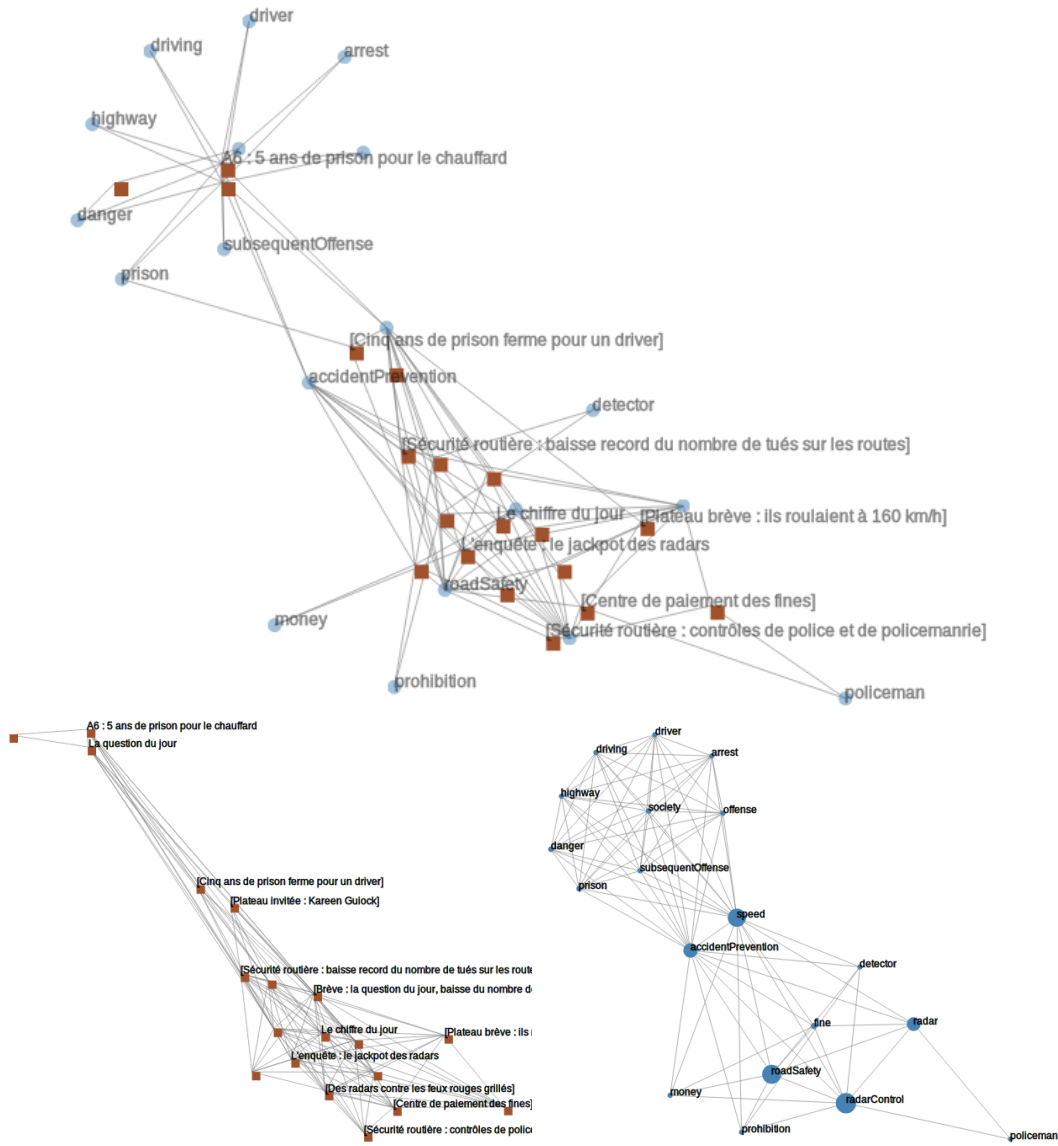 driver
driving
arrest
highway
A6 : 5 ans de prison pour le chauffard
danger
subsequentOffense
prison
[Cinq ans de prison ferme pour un driver]
accidentPrevention
detector
[Sécurité routière : baisse record du nombre de tués sur les routes]
Le chiffre du jour
[Plateau brève : ils roulaient à 160 km/h]
L'enquête : le jackpot des radars
roadSafety
[Centre de paiement des fines]
money
[Sécurité routière : contrôles de police et de policemanrie]
prohibition
policeman
A6 : 5 ans de prison pour le chauffard
La question du jour
[Cinq ans de prison ferme pour un driver]
[Plateau invitée : Kareen Guiock]
[Sécurité routière : baisse record du nombre de tués sur les route
[Brève : la question du jour, baisse du nombre d
Le chiffre du jour
[Plateau brève : ils
L'enquête : le jackpot des radars
[Des radars contre les feux rouges grillés]
[Centre de paiement des fines]
[Sécurité routière : contrôles de polic
driver
driving
arrest
highway
society
offense
danger
subsequentOffense
prison
speed
accidentPrevention
detector
fine
radar
roadSafety
money
radarControl
prohibition
policeman